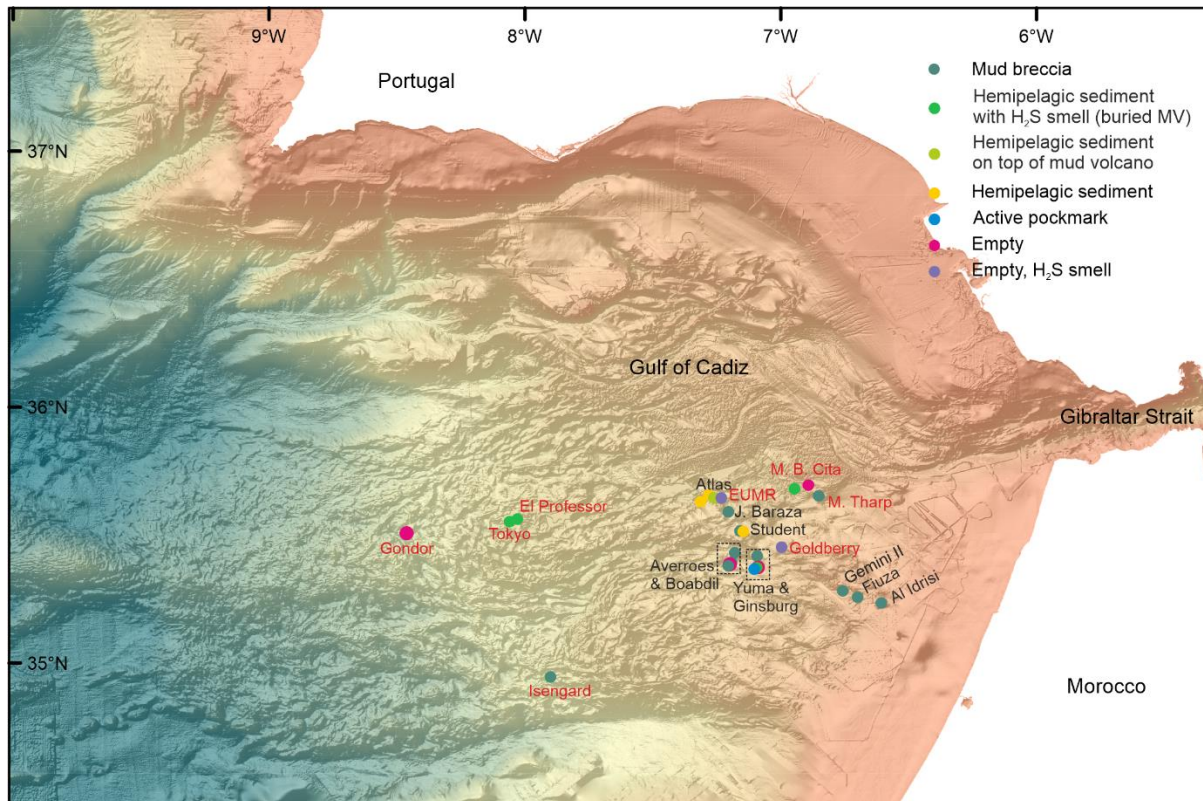 9°W
8°W
7°W
6°W
Portugal
Mud breccia
Hemipelagic sediment
with H₂S smell (buried MV)
Hemipelagic sediment
on top of mud volcano
Hemipelagic sediment
Active pockmark
Empty
Empty, H₂S smell
37°N
Gulf of Cadiz
36°N
Gibraltar Strait
M. B. Cita
Atlas
EUMR
M. Tharp
J. Baraza
El Professor
Student
Tokyo
Gondor
Goldberry
Averroes
& Boabdil
Yuma &
Ginsburg
Gemini II
Fiuza
Al Idrisi
35°N
Isengard
Morocco